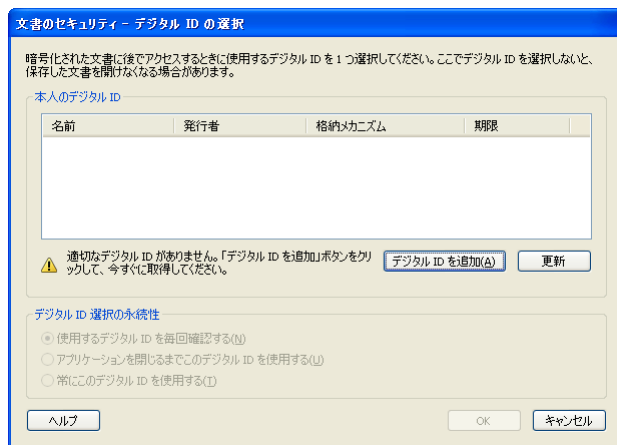 文書のセキュリティ - デジタル ID の選択
暗号化された文書に後でアクセスするときに使用するデジタル ID を 1 つ選択してください。ここでデジタル ID を選択しないと、
保存した文書を開けなくなる場合があります。
本人のデジタル ID
名前 発行者 格納メカニズム 期限
適切なデジタル ID がありません。「デジタル ID を追加」ボタンをクリ
ックして、今すぐに取得してください。
デジタル ID を追加(A) 更新
デジタル ID 選択の永続性
使用するデジタル ID を毎回確認する(N)
アプリケーションを閉じるまでこのデジタル ID を使用する(U)
常にこのデジタル ID を使用する(T)
ヘルプ OK キャンセル